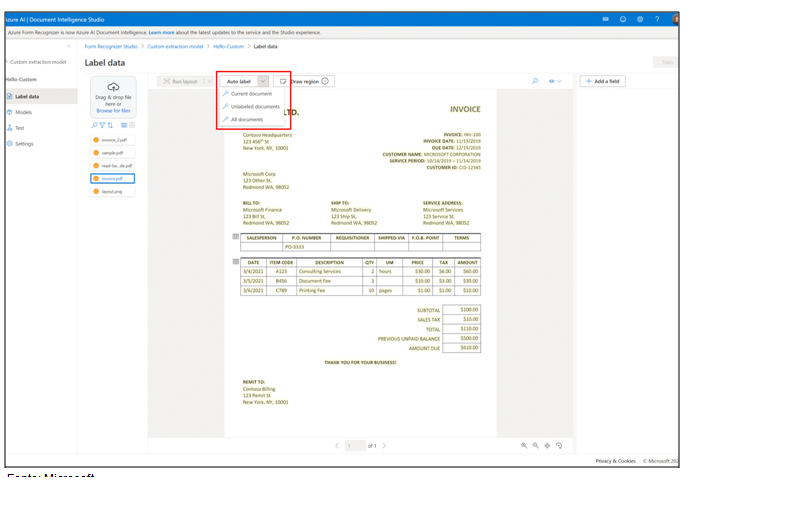 Azure AI | Document Intelligence Studio
Azure Form Recognizer is now Azure AI Document Intelligence. Learn more about the latest updates to the service and the Studio experience.
Form Recognizer Studio > Custom extraction model > Hello-Custom > Label data
Custom extraction model
Hello-Custom
Label data
Models
Test
Settings
Label data
Train
Drag & drop file
here or
Browse for files
invoice_2.pdf
sample.pdf
read-ba...de.pdf
invoice.pdf
layout.png
Run layout
Auto label
Draw region
Current document
Unlabeled documents
All documents
Add a field
LTD.
INVOICE
Contoso Headquarters
123 456th St
New York, NY, 10001
INVOICE: INV-100
INVOICE DATE: 11/15/2019
DUE DATE: 12/15/2019
CUSTOMER NAME: MICROSOFT CORPORATION
SERVICE PERIOD: 10/14/2019 – 11/14/2019
CUSTOMER ID: CID-12345
Microsoft Corp
123 Other St,
Redmond WA, 98052
BILL TO:
Microsoft Finance
123 Bill St,
Redmond WA, 98052
SHIP TO:
Microsoft Delivery
123 Ship St,
Redmond WA, 98052
SERVICE ADDRESS:
Microsoft Services
123 Service St,
Redmond WA, 98052
SALESPERSON P.O. NUMBER REQUISITIONER SHIPPED VIA F.O.B. POINT TERMS
PO-3333
DATE ITEM CODE DESCRIPTION QTY UM PRICE TAX AMOUNT
3/4/2021 A123 Consulting Services 2 hours $30.00 $6.00 $60.00
3/5/2021 B456 Document Fee 3 $10.00 $3.00 $30.00
3/6/2021 C789 Printing Fee 10 pages $1.00 $1.00 $10.00
SUBTOTAL $100.00
SALES TAX $10.00
TOTAL $110.00
PREVIOUS UNPAID BALANCE $500.00
AMOUNT DUE $610.00
THANK YOU FOR YOUR BUSINESS!
REMIT TO:
Contoso Billing
123 Remit St
New York, NY, 10001
1 of 1
Privacy & Cookies © Microsoft 202
Fonte: Microsoft